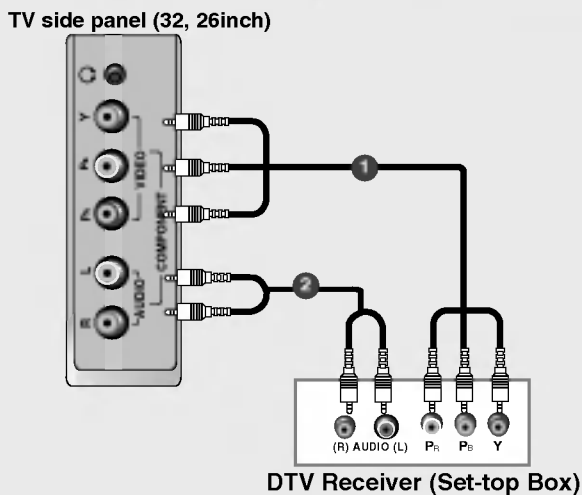 TV side panel (32, 26inch)
Y
PB
PR
VIDEO
COMPONENT
L
R
AUDIO
1
2
(R) AUDIO (L)
PR
PB
Y
DTV Receiver (Set-top Box)